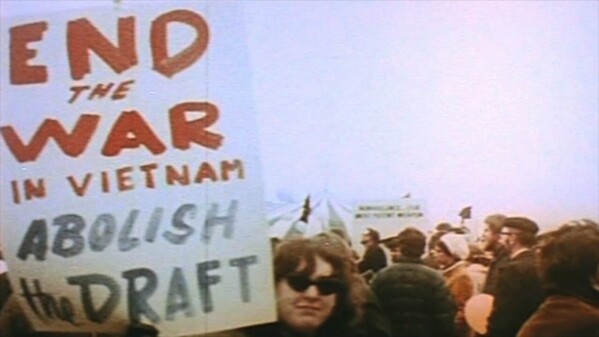 END
THE
WAR
IN VIETNAM
ABOLISH
the DRAFT